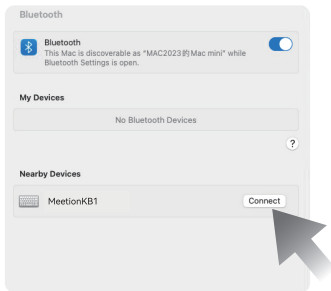 Bluetooth
Bluetooth
This Mac is discoverable as “MAC2023的Mac mini” while
Bluetooth Settings is open.
My Devices
No Bluetooth Devices
?
Nearby Devices
MeetionKB1
Connect